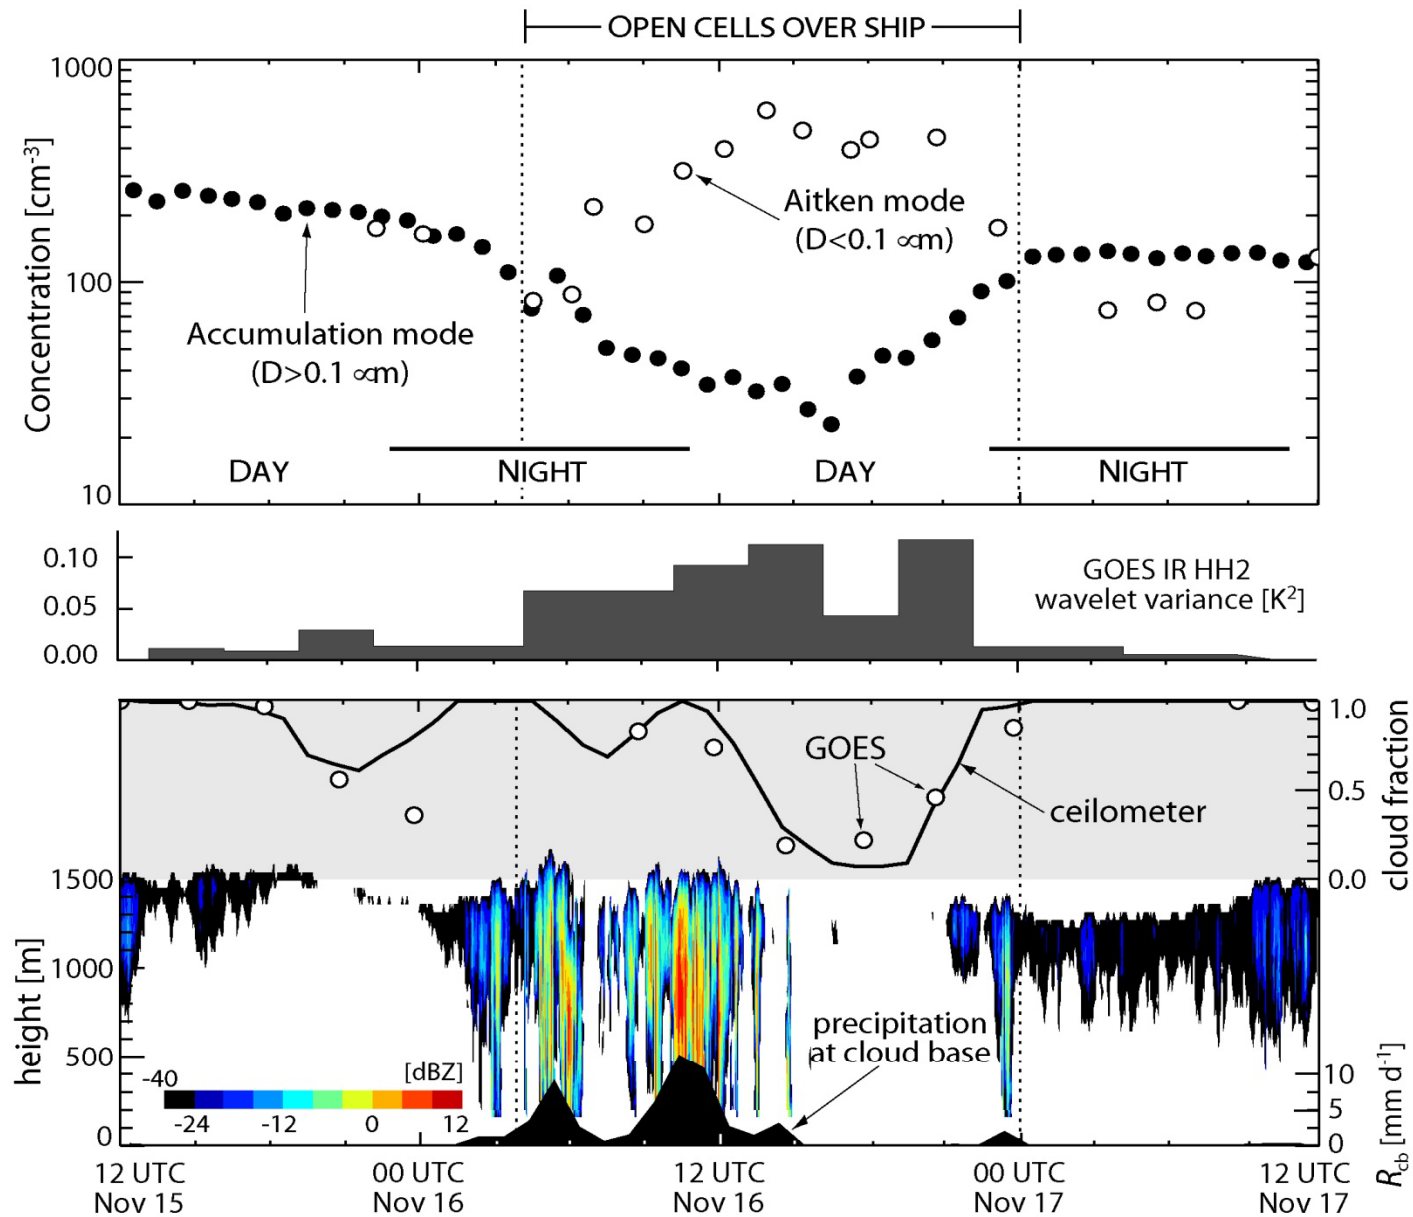 OPEN CELLS OVER SHIP
1000
100
10
Concentration [cm⁻³]
Aitken mode
(D<0.1 ∝m)
Accumulation mode
(D>0.1 ∝m)
DAY
NIGHT
DAY
NIGHT
0.10
0.05
0.00
GOES IR HH2
wavelet variance [K²]
1.0
0.5
0.0
cloud fraction
GOES
ceilometer
1500
1000
500
0
height [m]
precipitation
at cloud base
-40
[dBZ]
-24
-12
0
12
10
5
0
R_cb [mm d⁻¹]
12 UTC
Nov 15
00 UTC
Nov 16
12 UTC
Nov 16
00 UTC
Nov 17
12 UTC
Nov 17